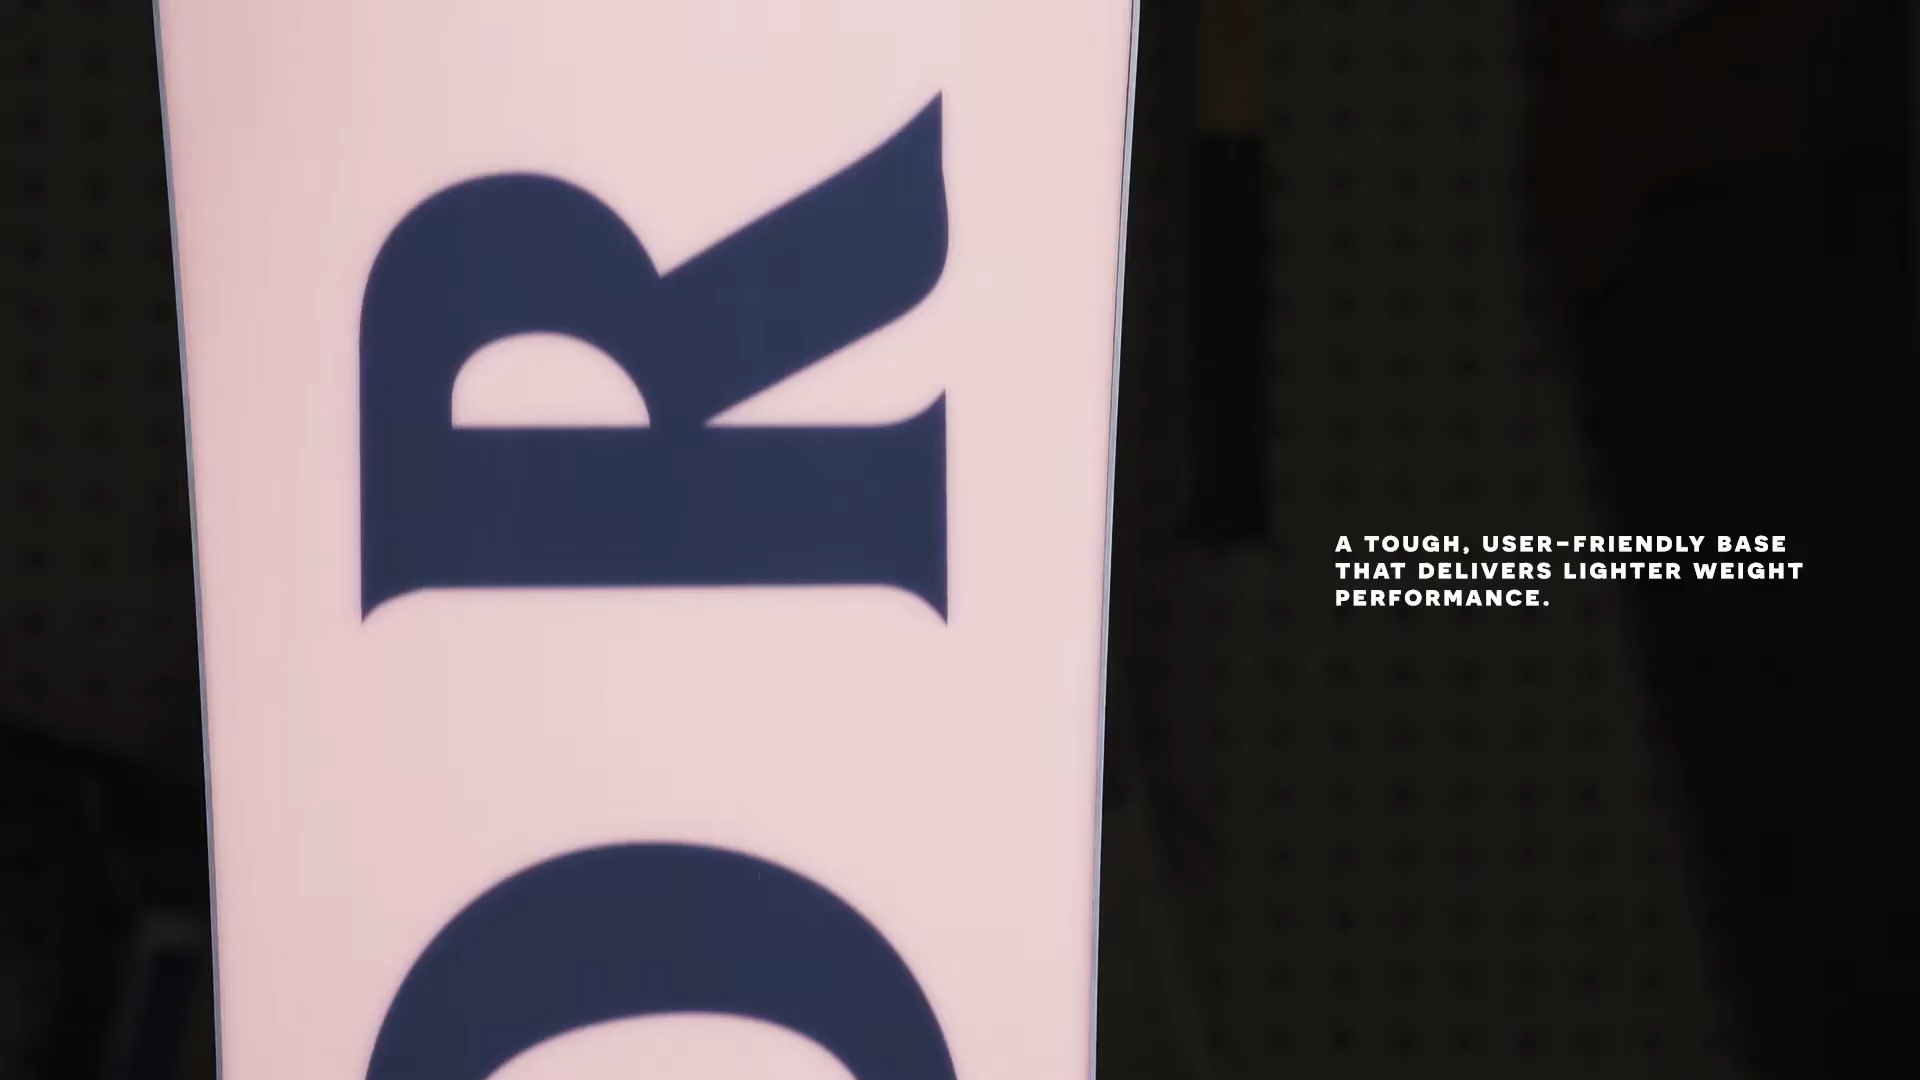 R
A TOUGH, USER-FRIENDLY BASE
THAT DELIVERS LIGHTER WEIGHT
PERFORMANCE.